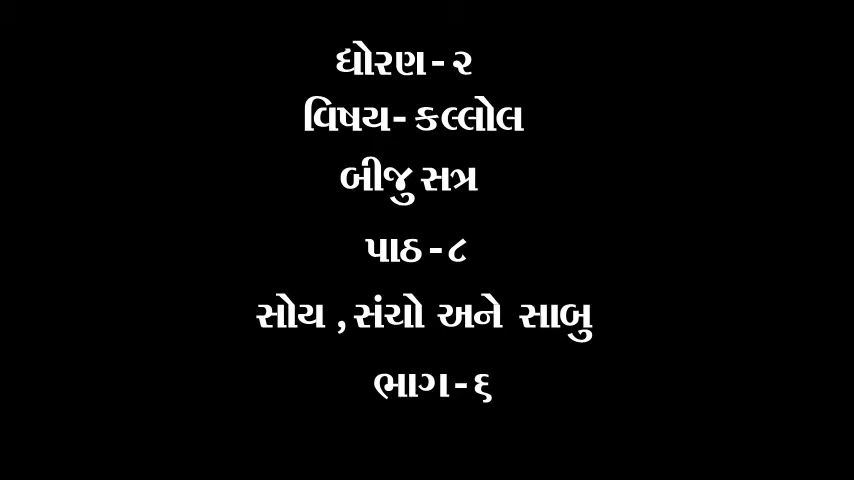 ધોરણ - ૨
વિષય - કલ્લોલ
બીજુ સત્ર
પાઠ - ૮
સોય , સંચો અને સાબુ
ભાગ - ૬